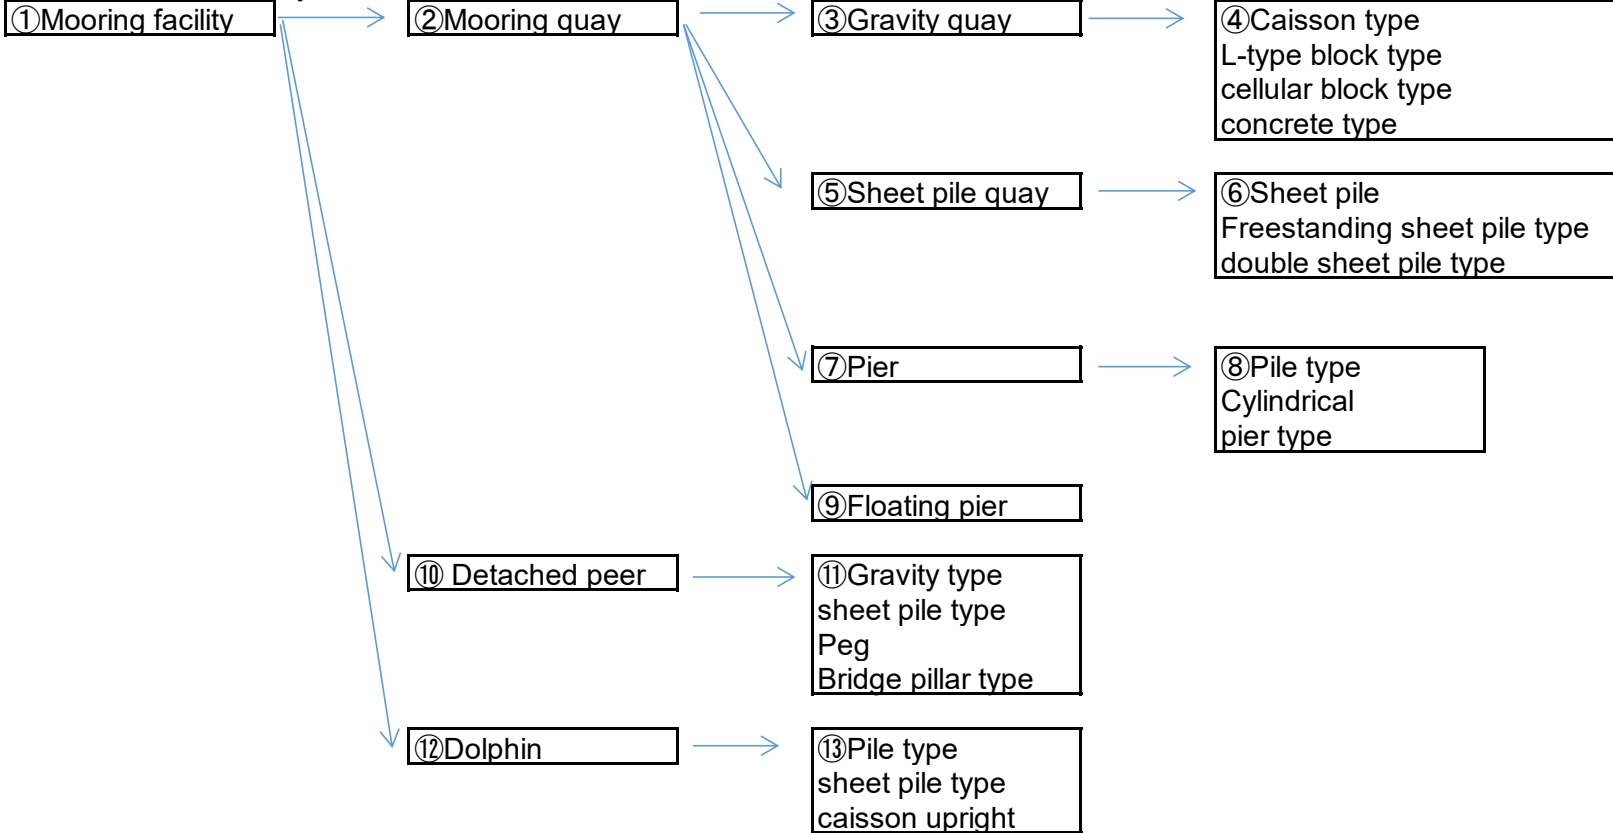 ①Mooring facility
②Mooring quay
③Gravity quay
④Caisson type
L-type block type
cellular block type
concrete type
⑤Sheet pile quay
⑥Sheet pile
Freestanding sheet pile type
double sheet pile type
⑦Pier
⑧Pile type
Cylindrical
pier type
⑨Floating pier
⑩ Detached peer
⑪Gravity type
sheet pile type
Peg
Bridge pillar type
⑫Dolphin
⑬Pile type
sheet pile type
caisson upright